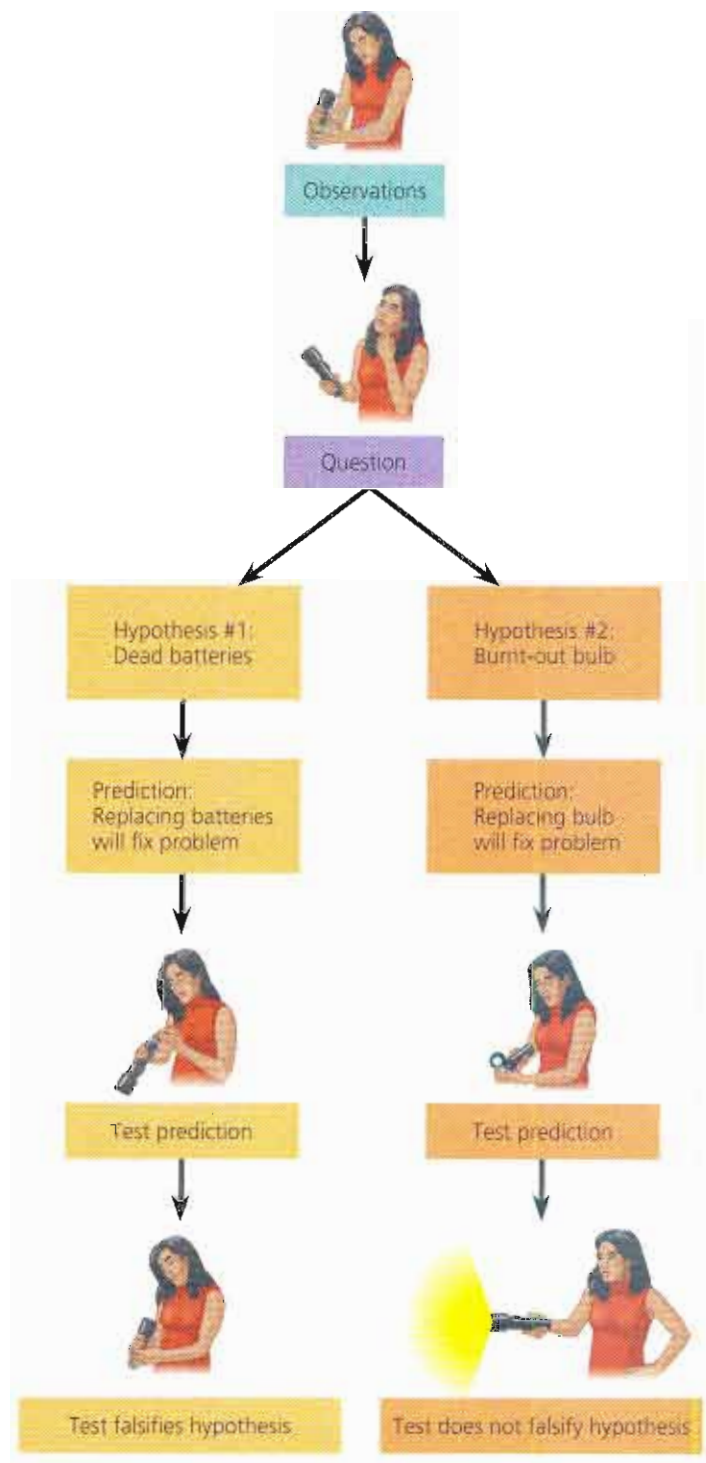 Observations
Question
Hypothesis #1:
Dead batteries
Hypothesis #2:
Burnt-out bulb
Prediction:
Replacing batteries
will fix problem
Prediction:
Replacing bulb
will fix problem
Test prediction
Test prediction
Test falsifies hypothesis
Test does not falsify hypothesis